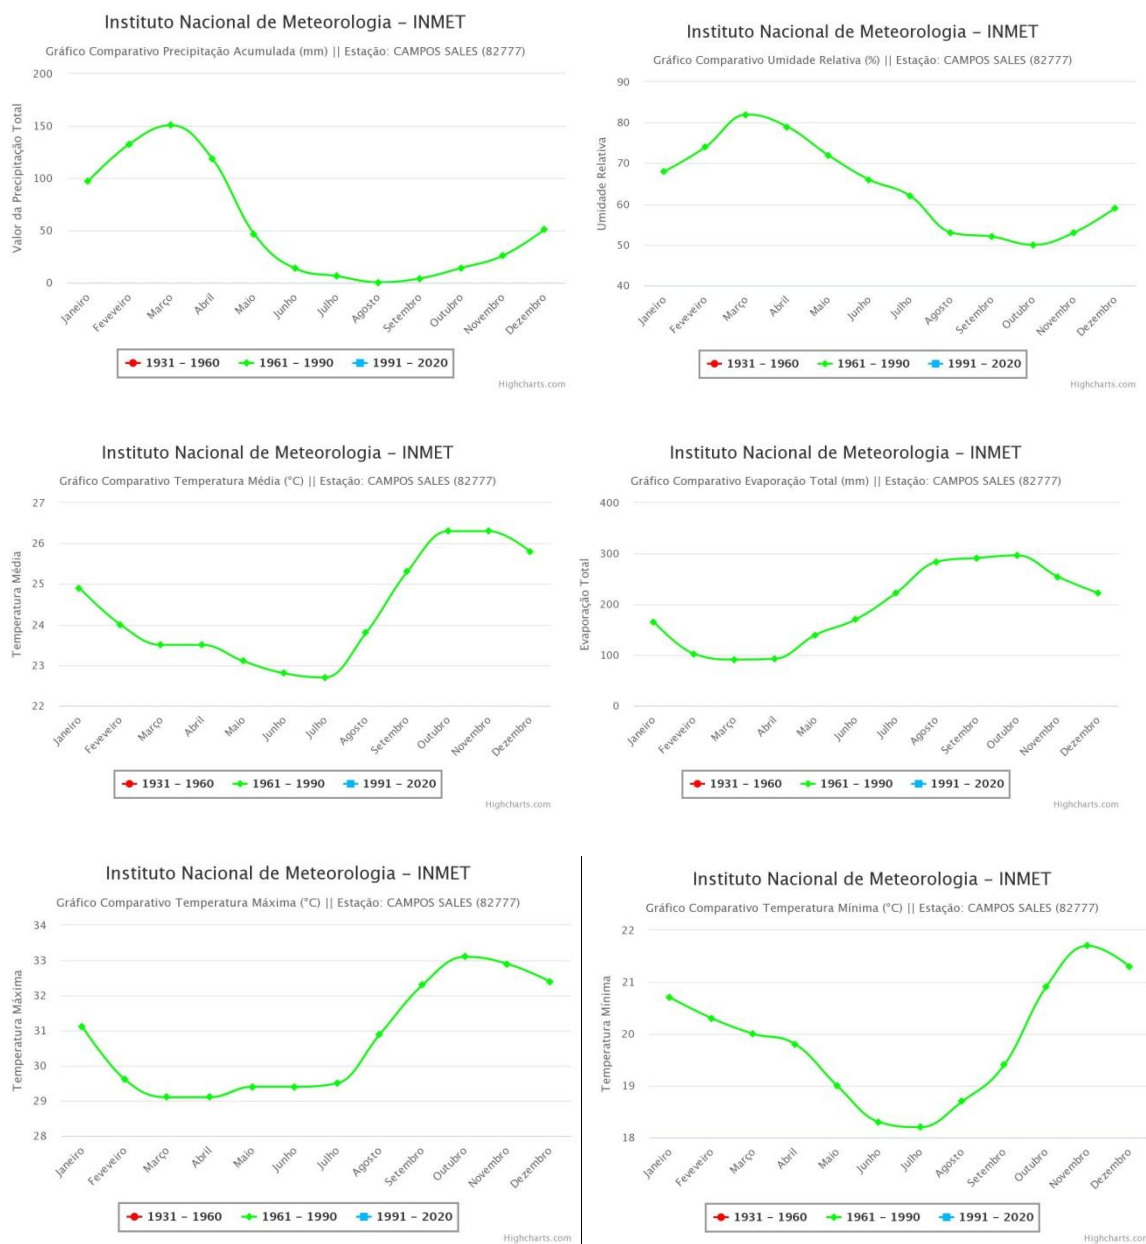 Instituto Nacional de Meteorologia – INMET
Gráfico Comparativo Precipitação Acumulada (mm) || Estação: CAMPOS SALES (82777)
Valor da Precipitação Total
200
150
100
50
0
Janeiro
Feveveiro
Março
Abril
Maio
Junho
Julho
Agosto
Setembro
Outubro
Novembro
Dezembro
1931 – 1960
1961 – 1990
1991 – 2020
Highcharts.com
Instituto Nacional de Meteorologia – INMET
Gráfico Comparativo Umidade Relativa (%) || Estação: CAMPOS SALES (82777)
Umidade Relativa
90
80
70
60
50
40
Janeiro
Feveveiro
Março
Abril
Maio
Junho
Julho
Agosto
Setembro
Outubro
Novembro
Dezembro
1931 – 1960
1961 – 1990
1991 – 2020
Highcharts.com
Instituto Nacional de Meteorologia – INMET
Gráfico Comparativo Temperatura Média (°C) || Estação: CAMPOS SALES (82777)
Temperatura Média
27
26
25
24
23
22
Janeiro
Feveveiro
Março
Abril
Maio
Junho
Julho
Agosto
Setembro
Outubro
Novembro
Dezembro
1931 – 1960
1961 – 1990
1991 – 2020
Highcharts.com
Instituto Nacional de Meteorologia – INMET
Gráfico Comparativo Evaporação Total (mm) || Estação: CAMPOS SALES (82777)
Evaporação Total
400
300
200
100
0
Janeiro
Feveveiro
Março
Abril
Maio
Junho
Julho
Agosto
Setembro
Outubro
Novembro
Dezembro
1931 – 1960
1961 – 1990
1991 – 2020
Highcharts.com
Instituto Nacional de Meteorologia – INMET
Gráfico Comparativo Temperatura Máxima (°C) || Estação: CAMPOS SALES (82777)
Temperatura Máxima
34
33
32
31
30
29
28
Janeiro
Feveveiro
Março
Abril
Maio
Junho
Julho
Agosto
Setembro
Outubro
Novembro
Dezembro
1931 – 1960
1961 – 1990
1991 – 2020
Highcharts.com
Instituto Nacional de Meteorologia – INMET
Gráfico Comparativo Temperatura Mínima (°C) || Estação: CAMPOS SALES (82777)
Temperatura Mínima
22
21
20
19
18
Janeiro
Feveveiro
Março
Abril
Maio
Junho
Julho
Agosto
Setembro
Outubro
Novembro
Dezembro
1931 – 1960
1961 – 1990
1991 – 2020
Highcharts.com